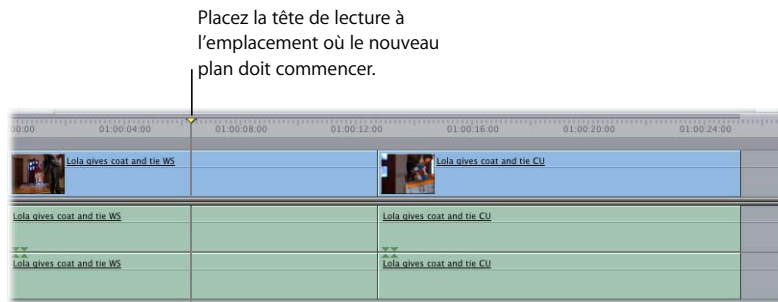 Placez la tête de lecture à
l'emplacement où le nouveau
plan doit commencer.
00:00 01:00:04:00 01:00:08:00 01:00:12:00 01:00:16:00 01:00:20:00 01:00:24:00
Lola gives coat and tie WS Lola gives coat and tie CU
Lola gives coat and tie WS Lola gives coat and tie CU
Lola gives coat and tie WS Lola gives coat and tie CU